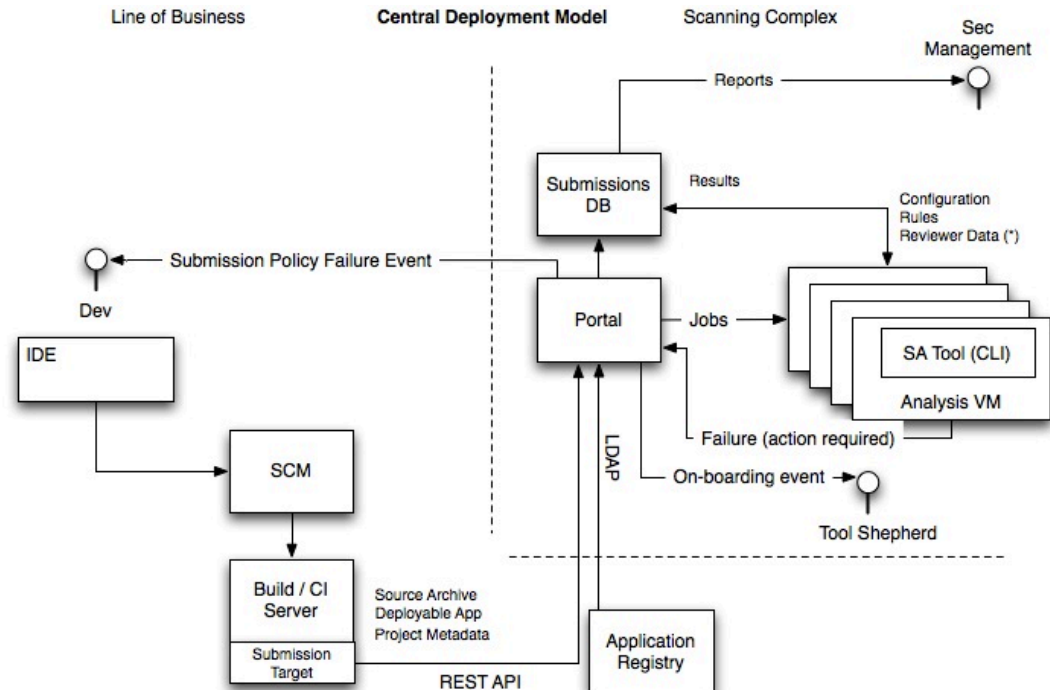 Line of Business
Central Deployment Model
Scanning Complex
Sec
Management
Reports
Submissions
DB
Results
Configuration
Rules
Reviewer Data (*)
Submission Policy Failure Event
Dev
Portal
Jobs
IDE
SA Tool (CLI)
Analysis VM
Failure (action required)
LDAP
On-boarding event
SCM
Tool Shepherd
Build / CI
Server
Source Archive
Deployable App
Project Metadata
Submission
Target
Application
Registry
REST API